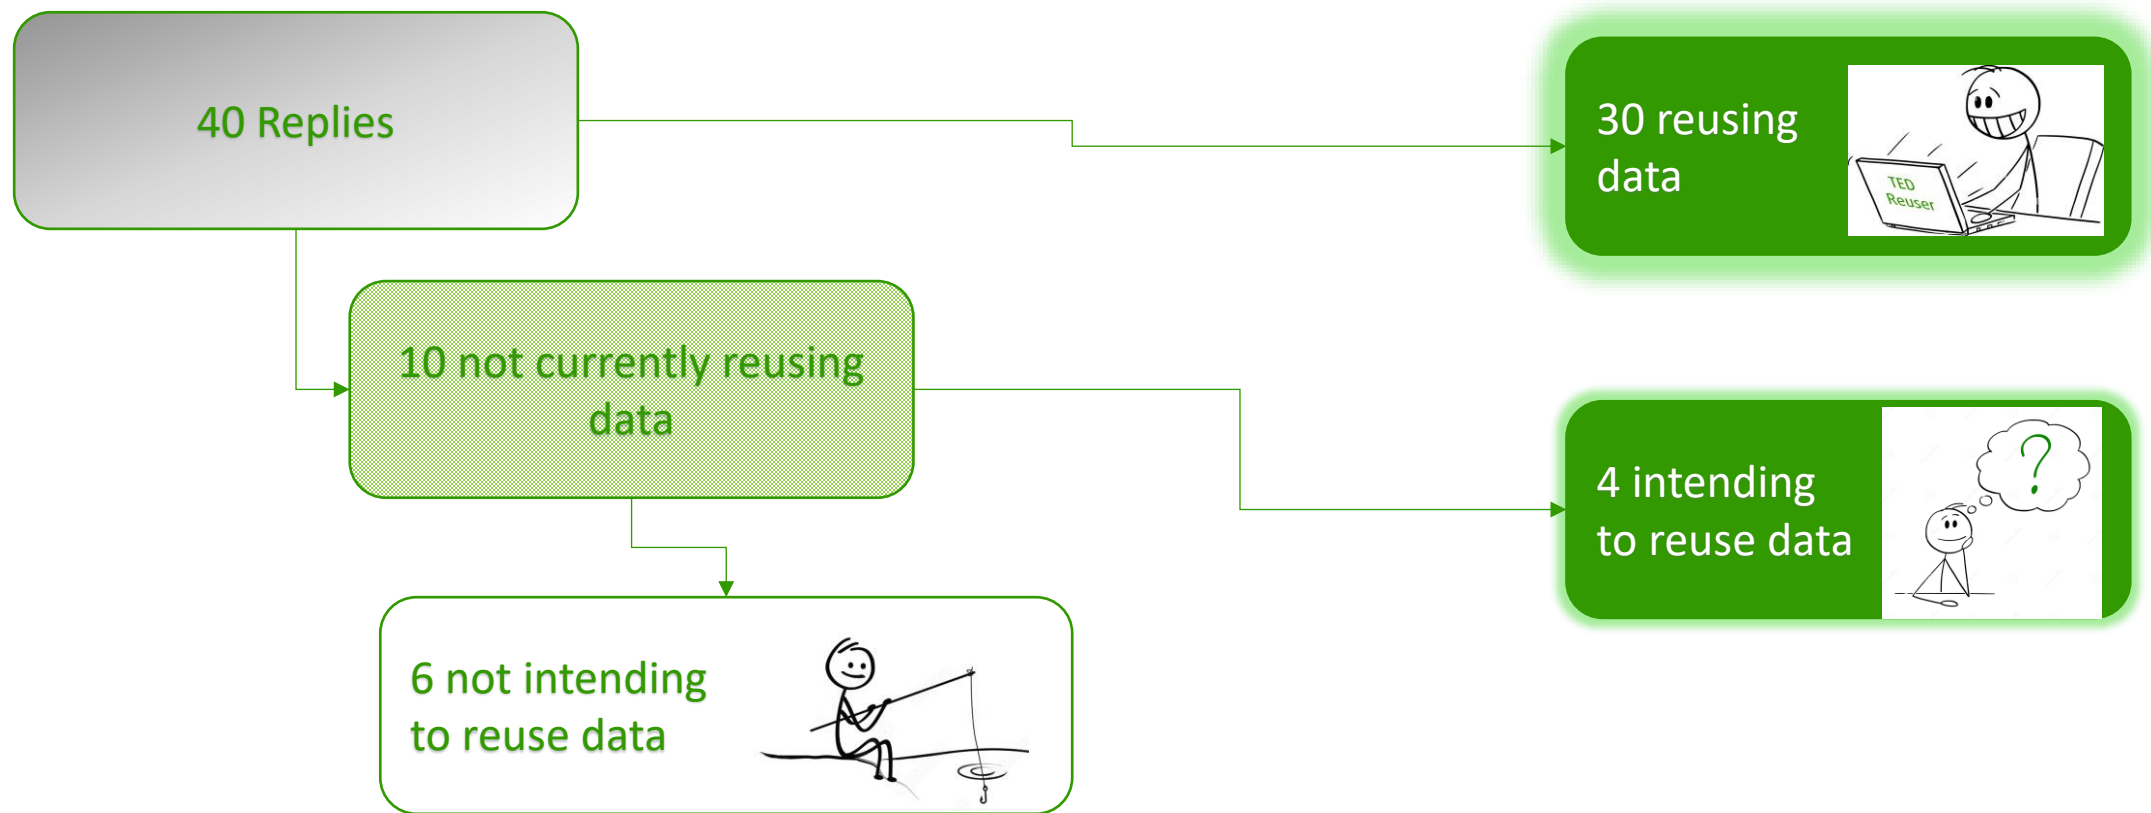 40 Replies
30 reusing
data
TED
Reuser
10 not currently reusing
data
4 intending
to reuse data
?
6 not intending
to reuse data